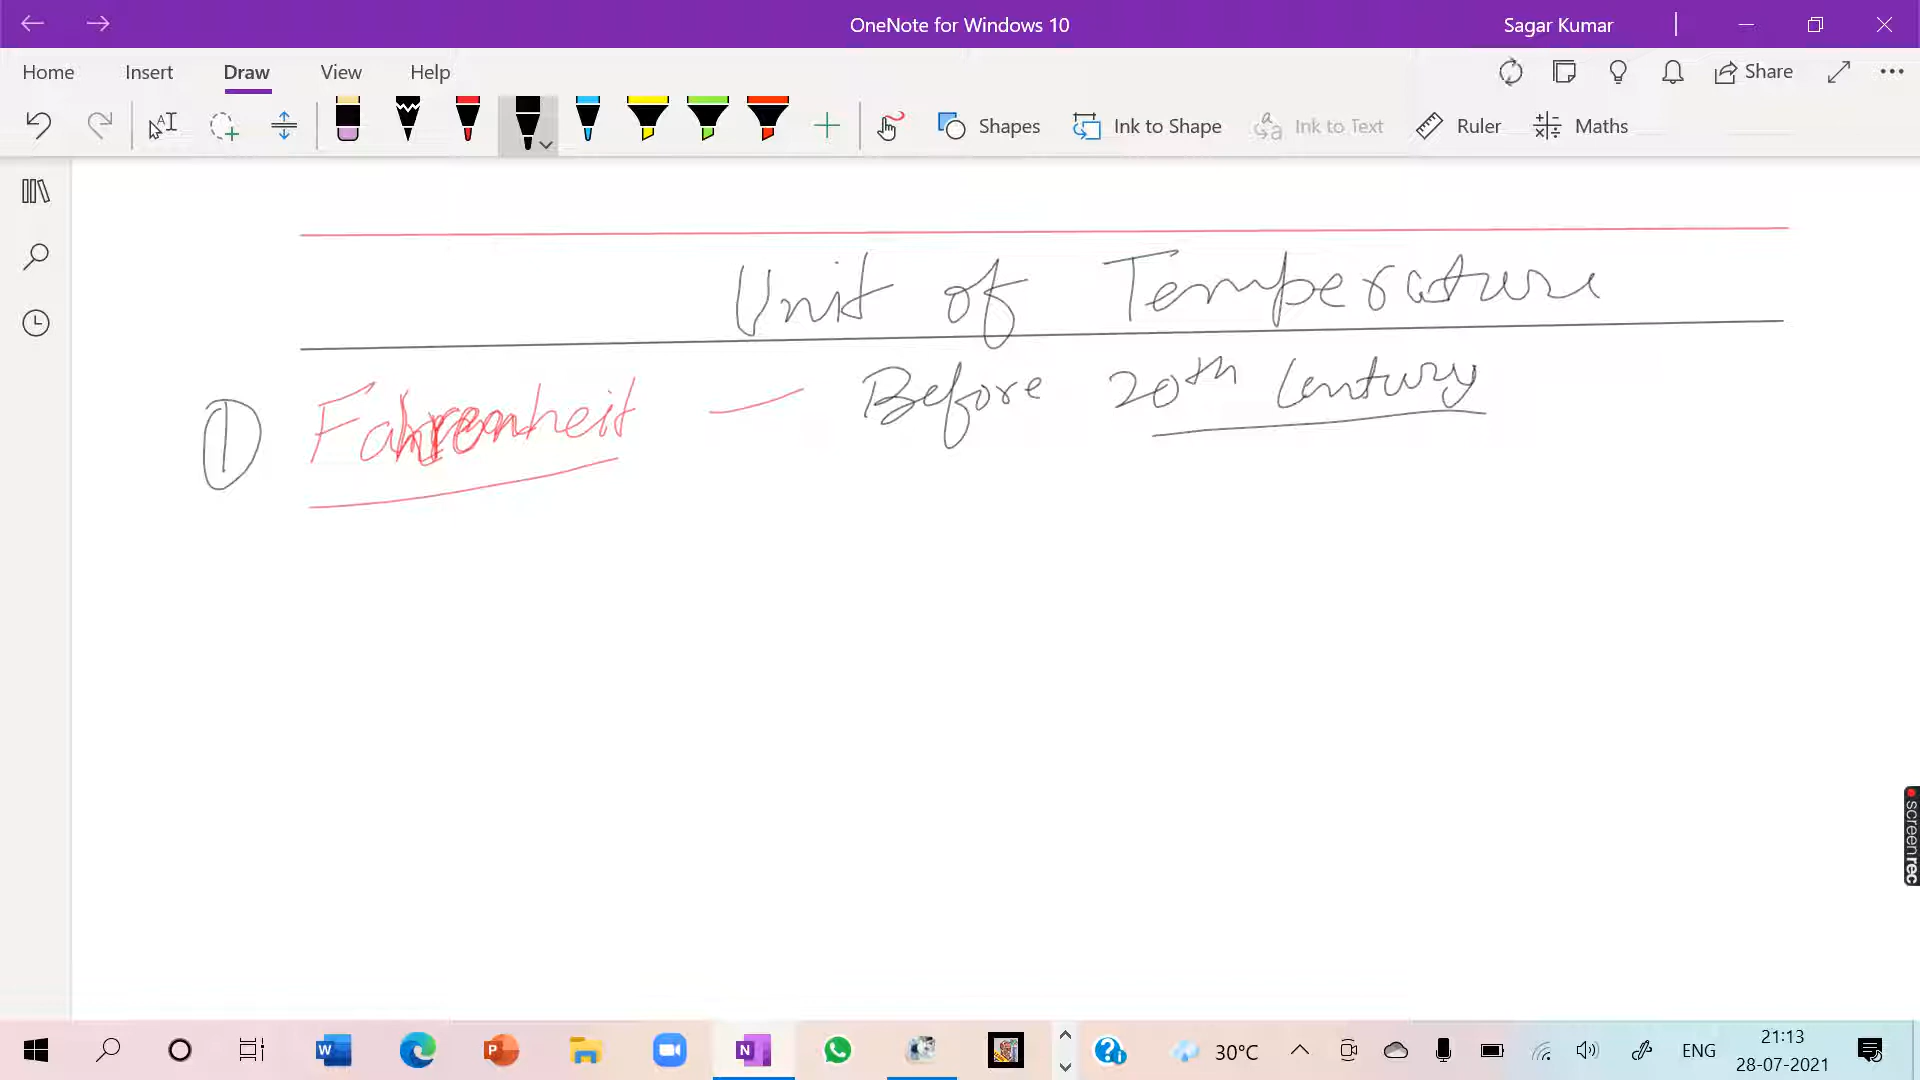 OneNote for Windows 10
Sagar Kumar
Home Insert Draw View Help
Share
Shapes Ink to Shape Ink to Text Ruler Maths
Unit of Temperature
① Fahrenheit — Before 20th Century
screenrec
30°C
ENG
21:13
28-07-2021